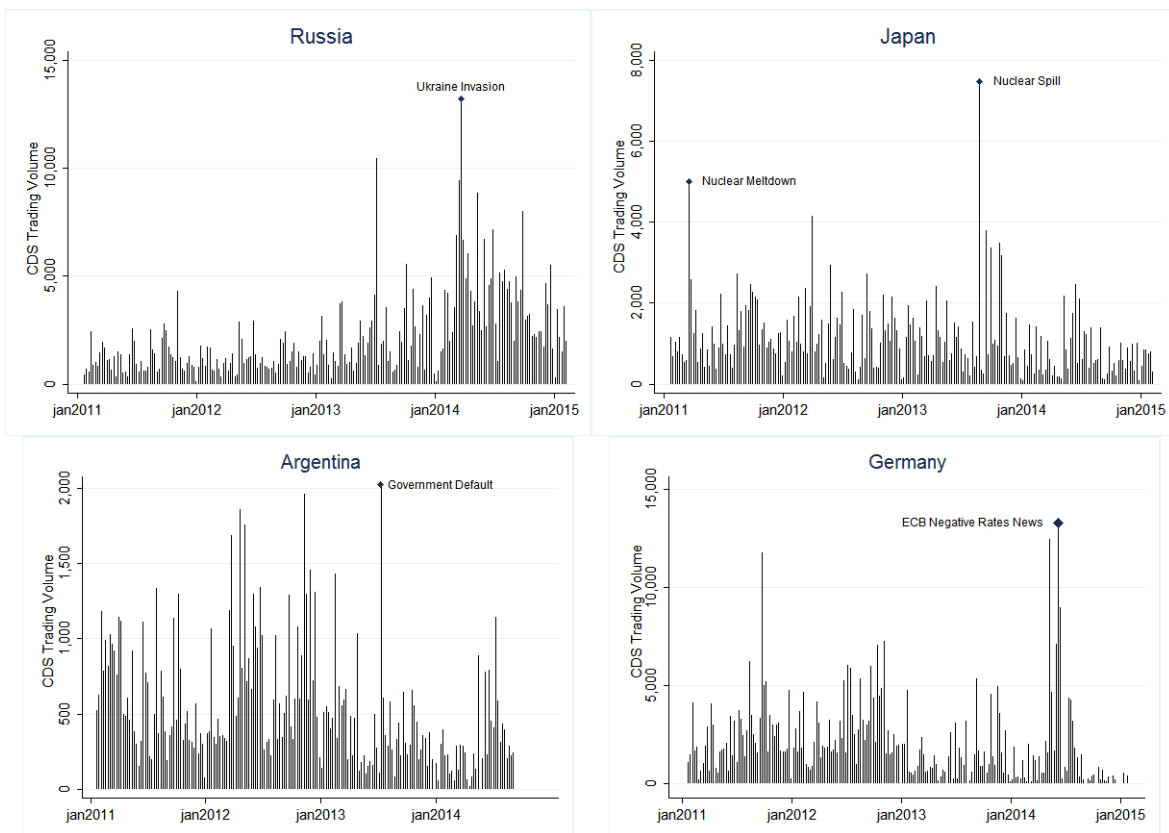 Russia
CDS Trading Volume
15,000
10,000
5,000
0
Ukraine Invasion
jan2011
jan2012
jan2013
jan2014
jan2015
Japan
CDS Trading Volume
8,000
6,000
4,000
2,000
0
Nuclear Spill
Nuclear Meltdown
jan2011
jan2012
jan2013
jan2014
jan2015
Argentina
CDS Trading Volume
2,000
1,500
1,000
500
0
Government Default
jan2011
jan2012
jan2013
jan2014
Germany
CDS Trading Volume
15,000
10,000
5,000
0
ECB Negative Rates News
jan2011
jan2012
jan2013
jan2014
jan2015